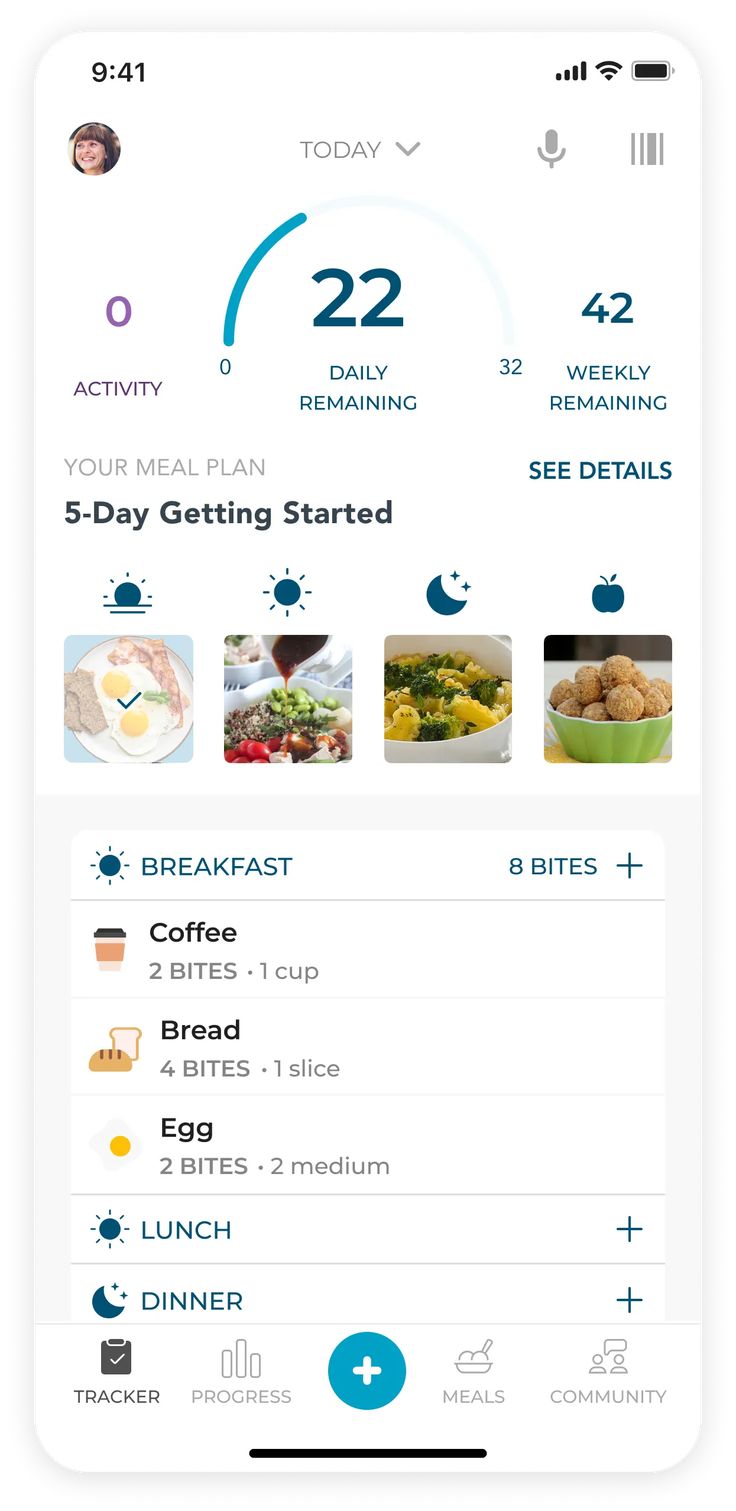 9:41
TODAY
0
22
42
0
32
ACTIVITY
DAILY
REMAINING
WEEKLY
REMAINING
YOUR MEAL PLAN
SEE DETAILS
5-Day Getting Started
BREAKFAST
8 BITES
Coffee
2 BITES • 1 cup
Bread
4 BITES • 1 slice
Egg
2 BITES • 2 medium
LUNCH
DINNER
TRACKER
PROGRESS
MEALS
COMMUNITY